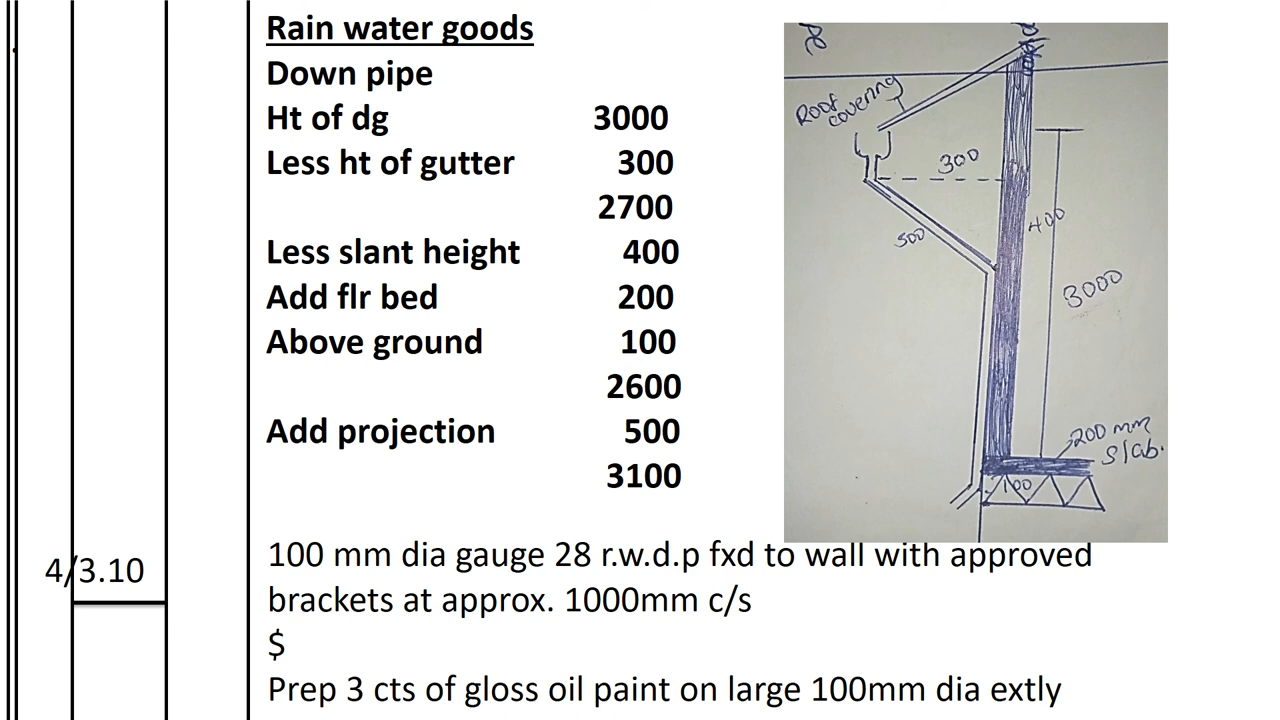 Rain water goods
Down pipe
Ht of dg 3000
Less ht of gutter 300
2700
Less slant height 400
Add flr bed 200
Above ground 100
2600
Add projection 500
3100
4/3.10
100 mm dia gauge 28 r.w.d.p fxd to wall with approved
brackets at approx. 1000mm c/s
$
Prep 3 cts of gloss oil paint on large 100mm dia extly
Roof
covering
300
400
500
3000
200 mm
slab.
100